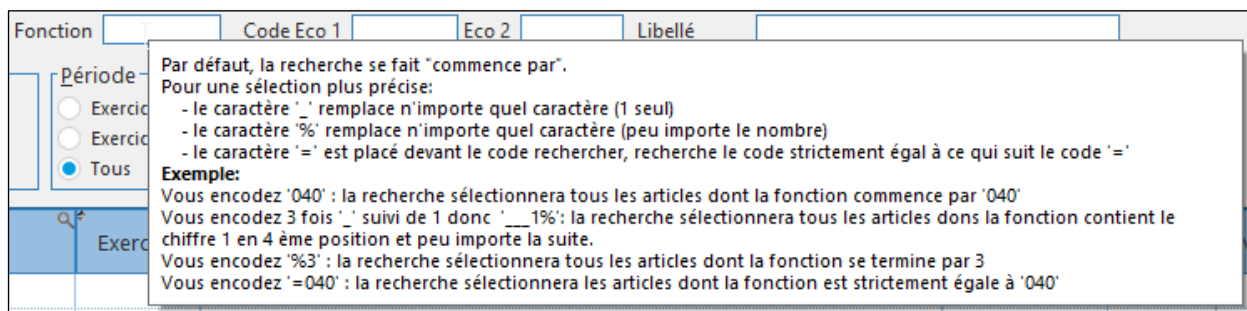 Fonction Code Eco 1 Eco 2 Libellé
Période
Exercic
Exercic
Tous
Exerc
Par défaut, la recherche se fait "commence par".
Pour une sélection plus précise:
- le caractère '_' remplace n'importe quel caractère (1 seul)
- le caractère '%' remplace n'importe quel caractère (peu importe le nombre)
- le caractère '=' est placé devant le code rechercher, recherche le code strictement égal à ce qui suit le code '='
Exemple:
Vous encodez '040' : la recherche sélectionnera tous les articles dont la fonction commence par '040'
Vous encodez 3 fois '_' suivi de 1 donc '___1%': la recherche sélectionnera tous les articles dons la fonction contient le
chiffre 1 en 4 ème position et peu importe la suite.
Vous encodez '%3' : la recherche sélectionnera tous les articles dont la fonction se termine par 3
Vous encodez '=040' : la recherche sélectionnera les articles dont la fonction est strictement égale à '040'